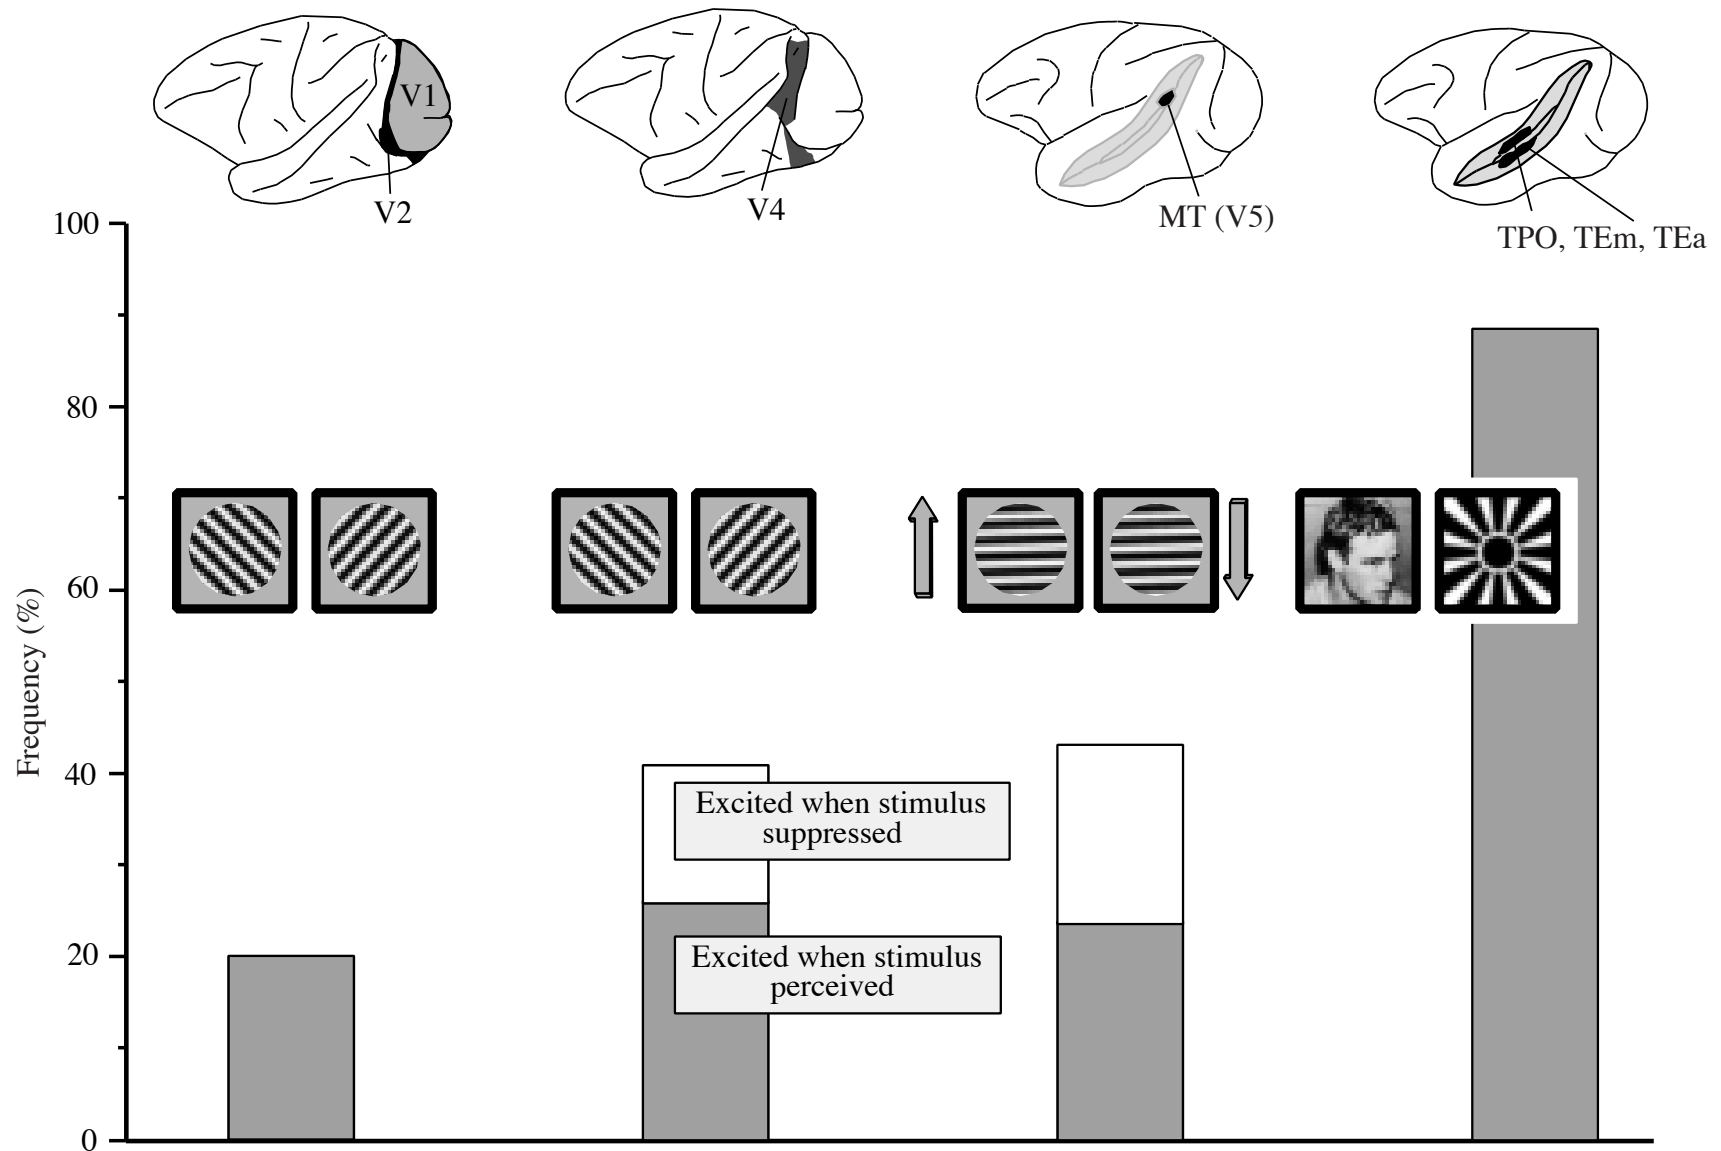 V1
V2
V4
MT (V5)
TPO, TEm, TEa
100
80
60
40
20
0
Frequency (%)
Excited when stimulus
suppressed
Excited when stimulus
perceived